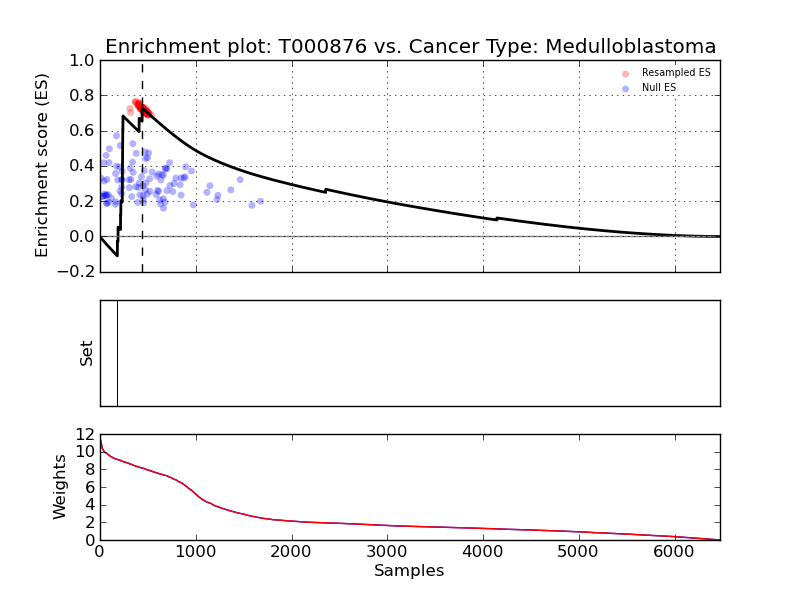 Enrichment plot: T000876 vs. Cancer Type: Medulloblastoma
Enrichment score (ES)
1.0
0.8
0.6
0.4
0.2
0.0
−0.2
Resampled ES
Null ES
Set
Weights
12
10
8
6
4
2
0
0 1000 2000 3000 4000 5000 6000
Samples